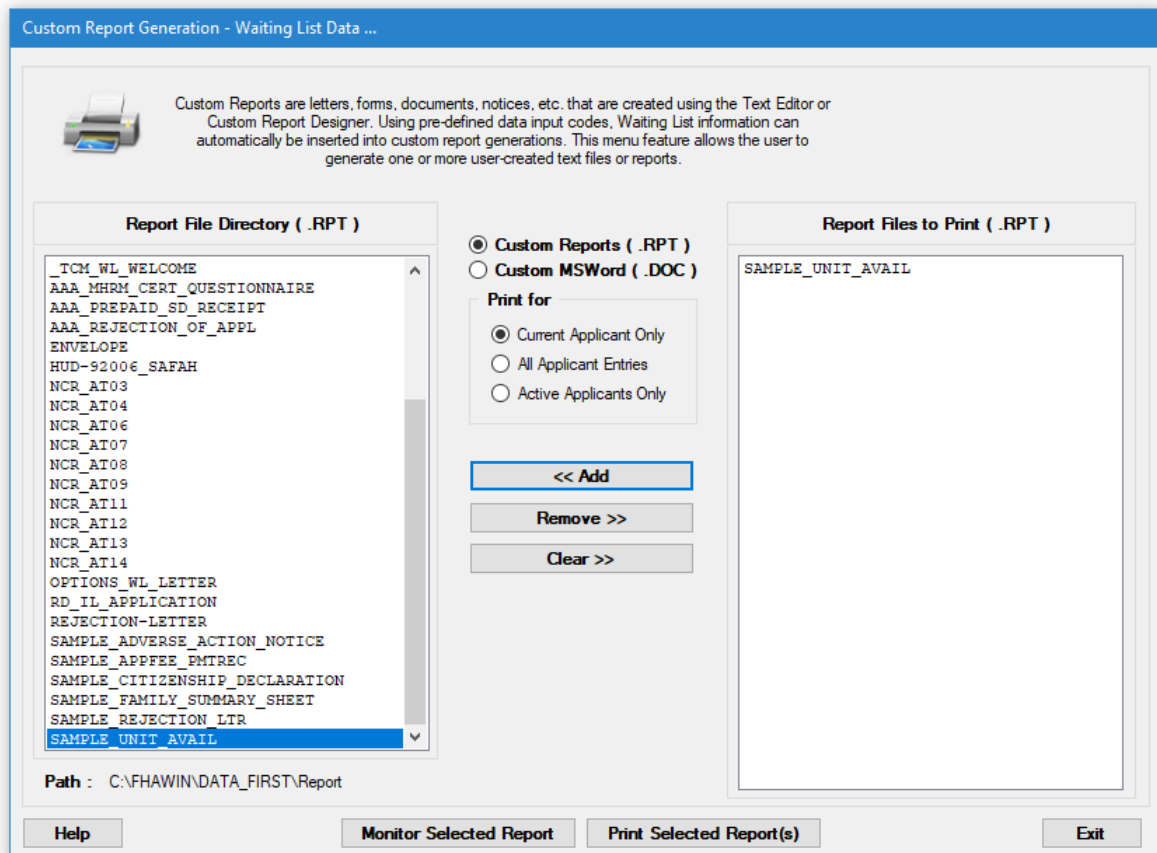 Custom Report Generation - Waiting List Data ...
Custom Reports are letters, forms, documents, notices, etc. that are created using the Text Editor or
Custom Report Designer. Using pre-defined data input codes, Waiting List information can
automatically be inserted into custom report generations. This menu feature allows the user to
generate one or more user-created text files or reports.
Report File Directory ( .RPT )
_TCM_WL_WELCOME
AAA_MHRM_CERT_QUESTIONNAIRE
AAA_PREPAID_SD_RECEIPT
AAA_REJECTION_OF_APPL
ENVELOPE
HUD-92006_SAFAH
NCR_AT03
NCR_AT04
NCR_AT06
NCR_AT07
NCR_AT08
NCR_AT09
NCR_AT11
NCR_AT12
NCR_AT13
NCR_AT14
OPTIONS_WL_LETTER
RD_IL_APPLICATION
REJECTION-LETTER
SAMPLE_ADVERSE_ACTION_NOTICE
SAMPLE_APPFEE_PMTREC
SAMPLE_CITIZENSHIP_DECLARATION
SAMPLE_FAMILY_SUMMARY_SHEET
SAMPLE_REJECTION_LTR
SAMPLE_UNIT_AVAIL
Path : C:\FHAWIN\DATA_FIRST\Report
Custom Reports ( .RPT )
Custom MSWord ( .DOC )
Print for
Current Applicant Only
All Applicant Entries
Active Applicants Only
<< Add
Remove >>
Clear >>
Report Files to Print ( .RPT )
SAMPLE_UNIT_AVAIL
Help
Monitor Selected Report
Print Selected Report(s)
Exit